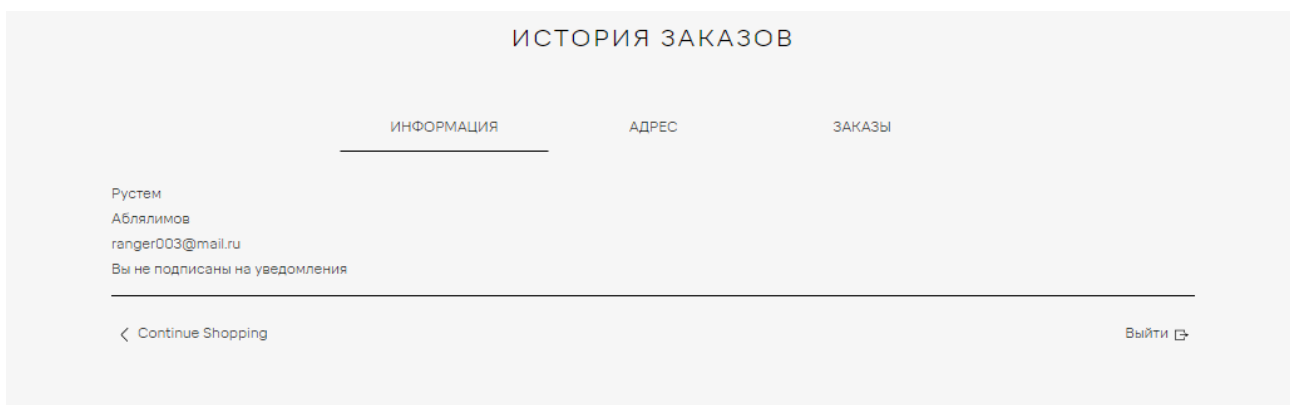 ИСТОРИЯ ЗАКАЗОВ
ИНФОРМАЦИЯ АДРЕС ЗАКАЗЫ
Рустем
Аблялимов
ranger003@mail.ru
Вы не подписаны на уведомления
Continue Shopping Выйти